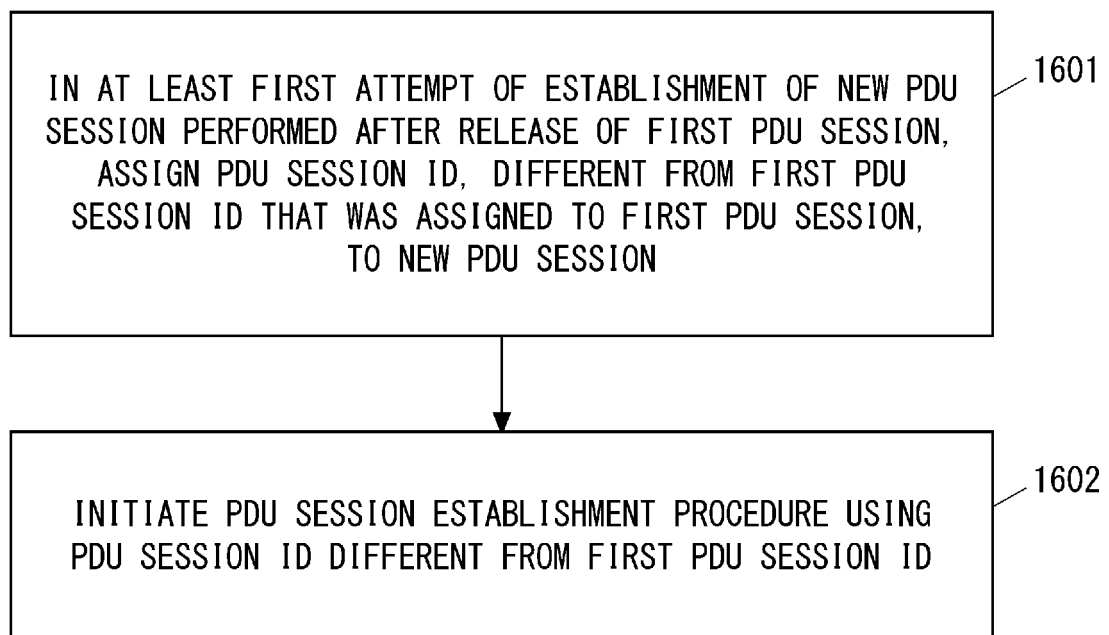 IN AT LEAST FIRST ATTEMPT OF ESTABLISHMENT OF NEW PDU
SESSION PERFORMED AFTER RELEASE OF FIRST PDU SESSION,
ASSIGN PDU SESSION ID, DIFFERENT FROM FIRST PDU
SESSION ID THAT WAS ASSIGNED TO FIRST PDU SESSION,
TO NEW PDU SESSION
1601
INITIATE PDU SESSION ESTABLISHMENT PROCEDURE USING
PDU SESSION ID DIFFERENT FROM FIRST PDU SESSION ID
1602